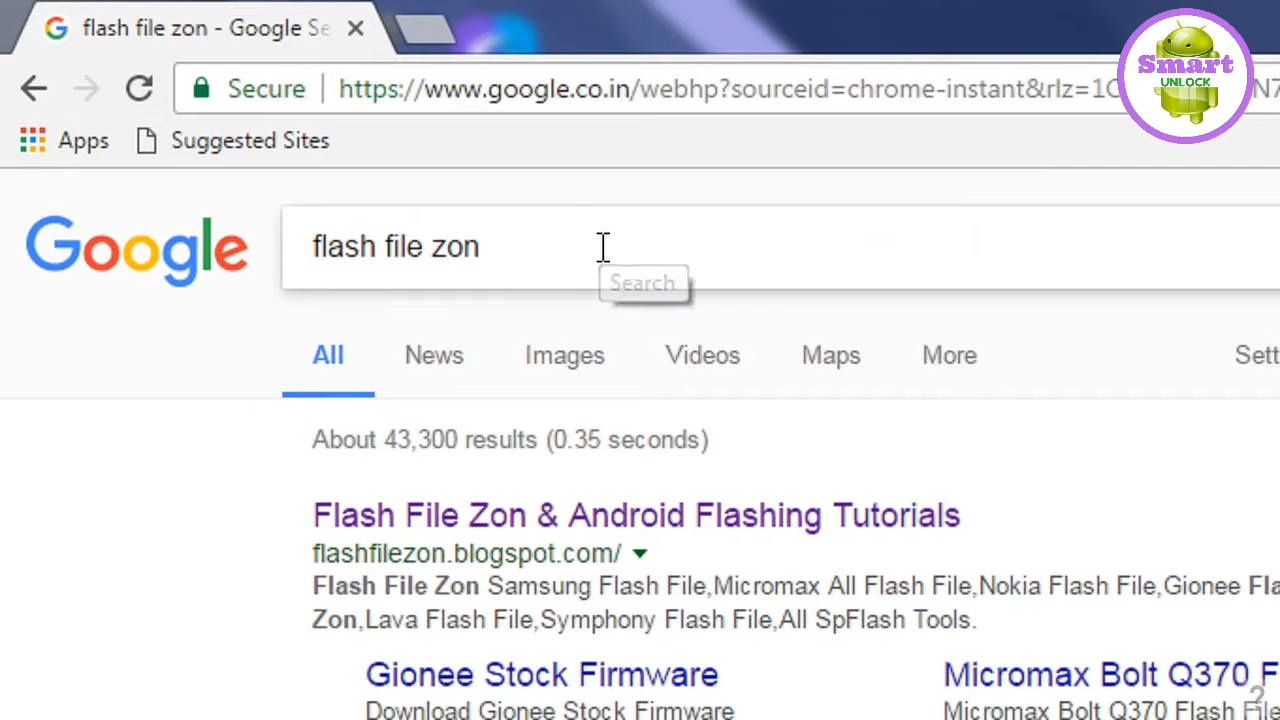 flash file zon - Google Se
Smart
UNLOCK
Secure
https://www.google.co.in/webhp?sourceid=chrome-instant&rlz=1C
N7
Apps
Suggested Sites
Google
flash file zon
Search
All News Images Videos Maps More Sett
About 43,300 results (0.35 seconds)
Flash File Zon & Android Flashing Tutorials
flashfilezon.blogspot.com/
Flash File Zon Samsung Flash File,Micromax All Flash File,Nokia Flash File,Gionee Fla
Zon,Lava Flash File,Symphony Flash File,All SpFlash Tools.
Gionee Stock Firmware
Micromax Bolt Q370 F
Download Gionee Stock Firmware
Micromax Bolt Q370 Flash File
?